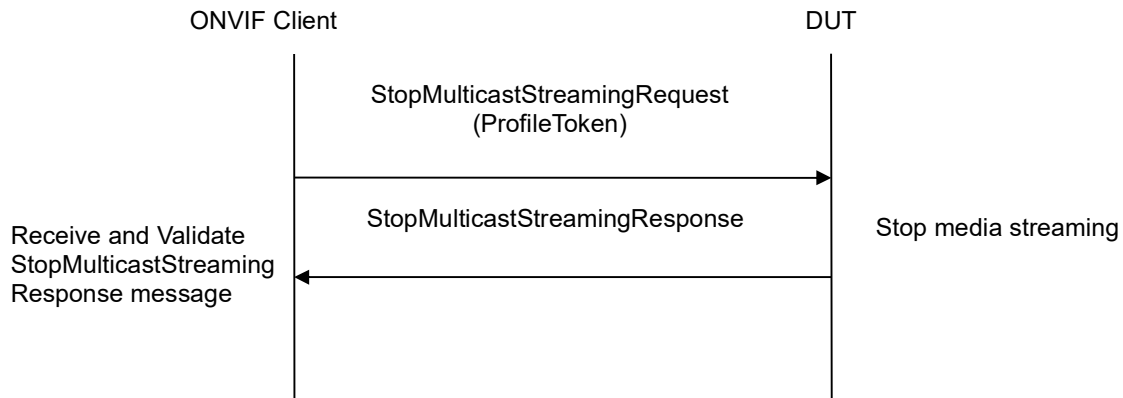 ONVIF Client
DUT
StopMulticastStreamingRequest
(ProfileToken)
StopMulticastStreamingResponse
Stop media streaming
Receive and Validate
StopMulticastStreaming
Response message